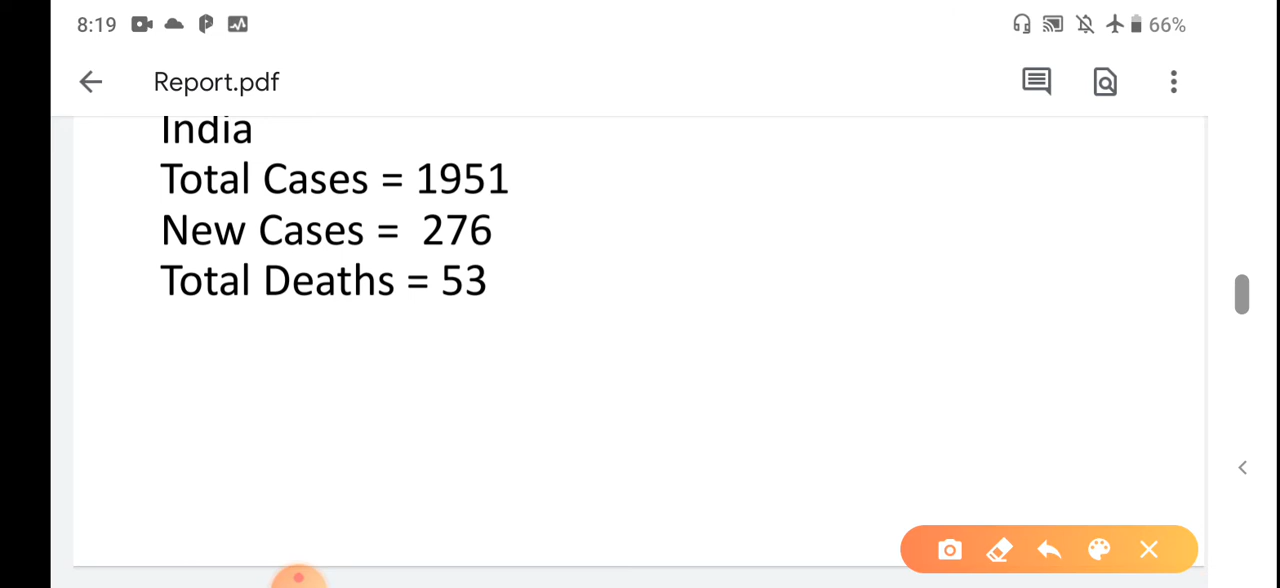 8:19
66%
Report.pdf
India
Total Cases = 1951
New Cases =  276
Total Deaths = 53